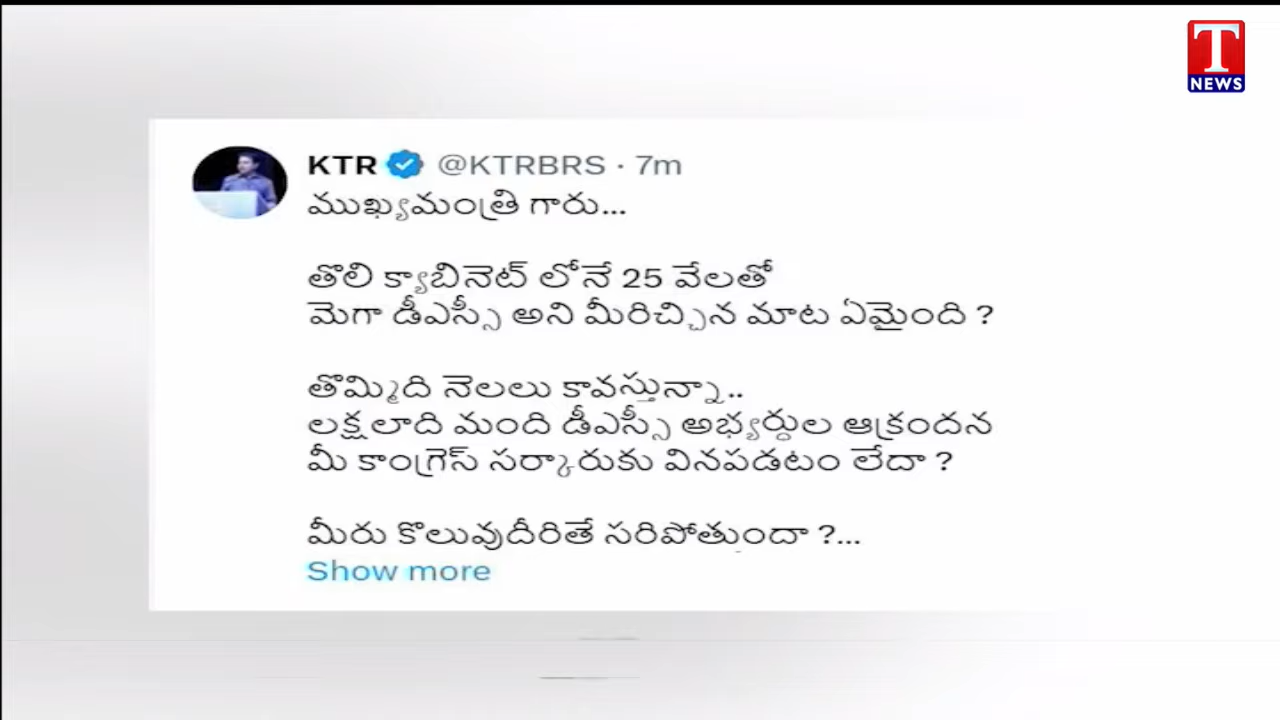 T
NEWS
KTR @KTRBRS · 7m
ముఖ్యమంత్రి గారు...
తొలి క్యాబినెట్ లోనే 25 వేలతో
మెగా డీఎస్సీ అని మీరిచ్చిన మాట ఏమైంది ?
తొమ్మిది నెలలు కావస్తున్నా..
లక్షలాది మంది డీఎస్సీ అభ్యర్థుల ఆక్రందన
మీ కాంగ్రెస్ సర్కారుకు వినపడటం లేదా ?
మీరు కొలువుదీరితే సరిపోతుందా ?...
Show more